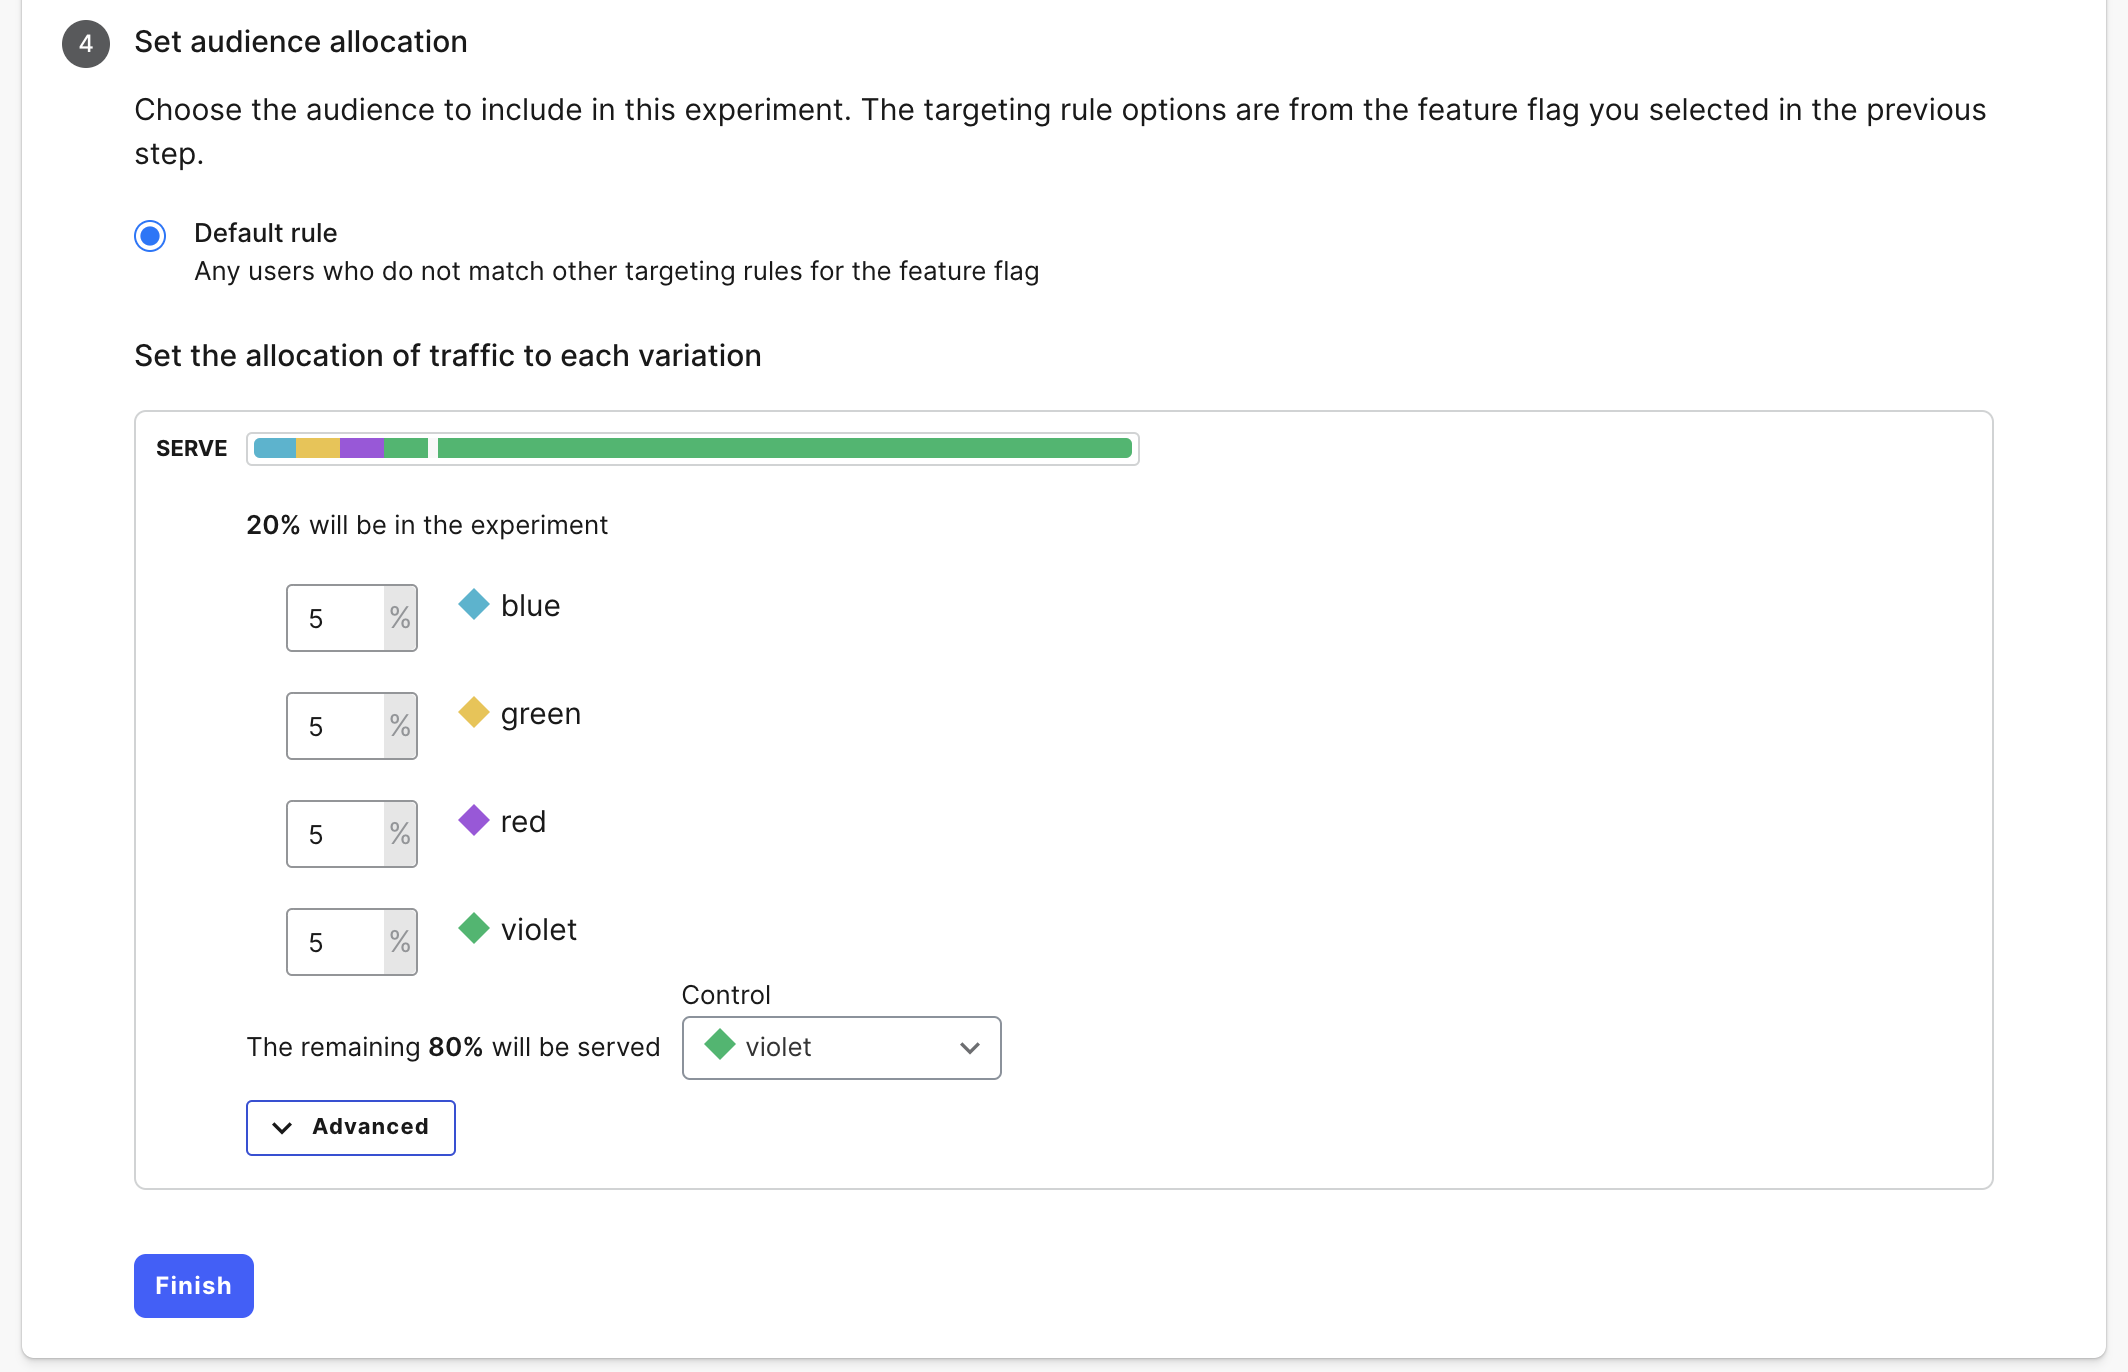 4
Set audience allocation
Choose the audience to include in this experiment. The targeting rule options are from the feature flag you selected in the previous
step.
Default rule
Any users who do not match other targeting rules for the feature flag
Set the allocation of traffic to each variation
SERVE
20% will be in the experiment
5 % blue
5 % green
5 % red
5 % violet
Control
The remaining 80% will be served violet
Advanced
Finish